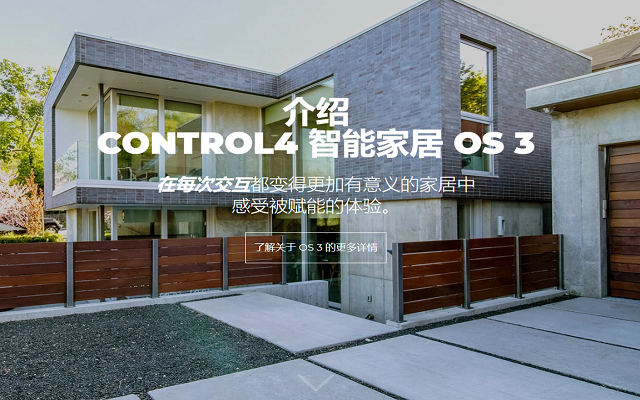 介绍
CONTROL4 智能家居 OS 3
在每次交互都变得更加有意义的家居中
感受被赋能的体验。
了解关于 OS 3 的更多详情